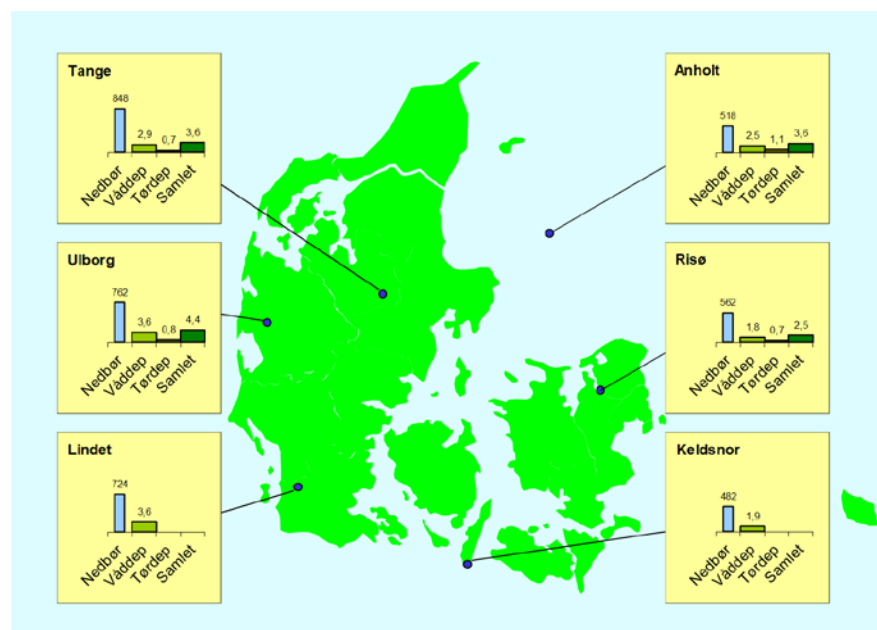 Tange
848
2,9
0,7
3,6
Nedbør
Våddep
Tørdep
Samlet
Anholt
518
2,5
1,1
3,6
Nedbør
Våddep
Tørdep
Samlet
Ulborg
762
3,6
0,8
4,4
Nedbør
Våddep
Tørdep
Samlet
Risø
562
1,8
0,7
2,5
Nedbør
Våddep
Tørdep
Samlet
Lindet
724
3,6
Nedbør
Våddep
Tørdep
Samlet
Keldsnor
482
1,9
Nedbør
Våddep
Tørdep
Samlet